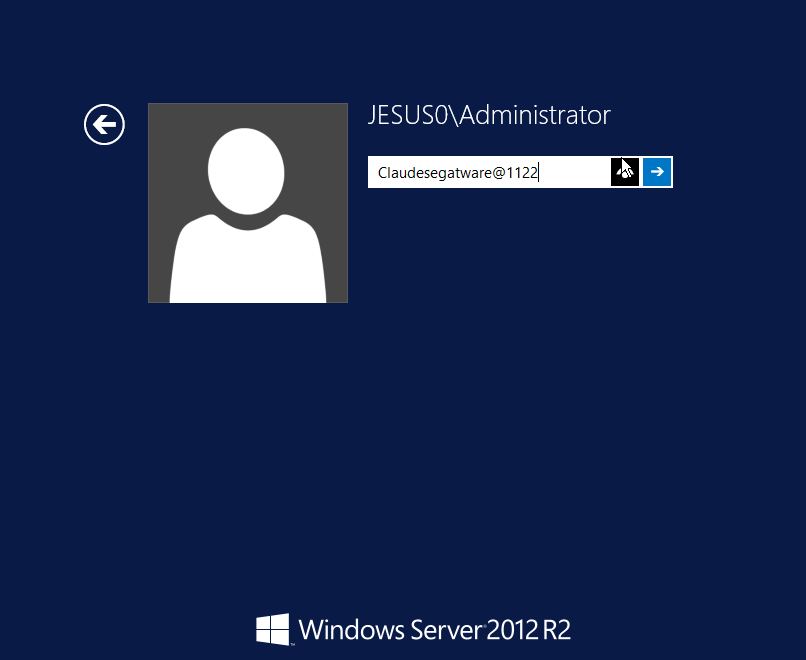 JESUS0\Administrator
Claudesegatware@1122
Windows Server 2012 R2